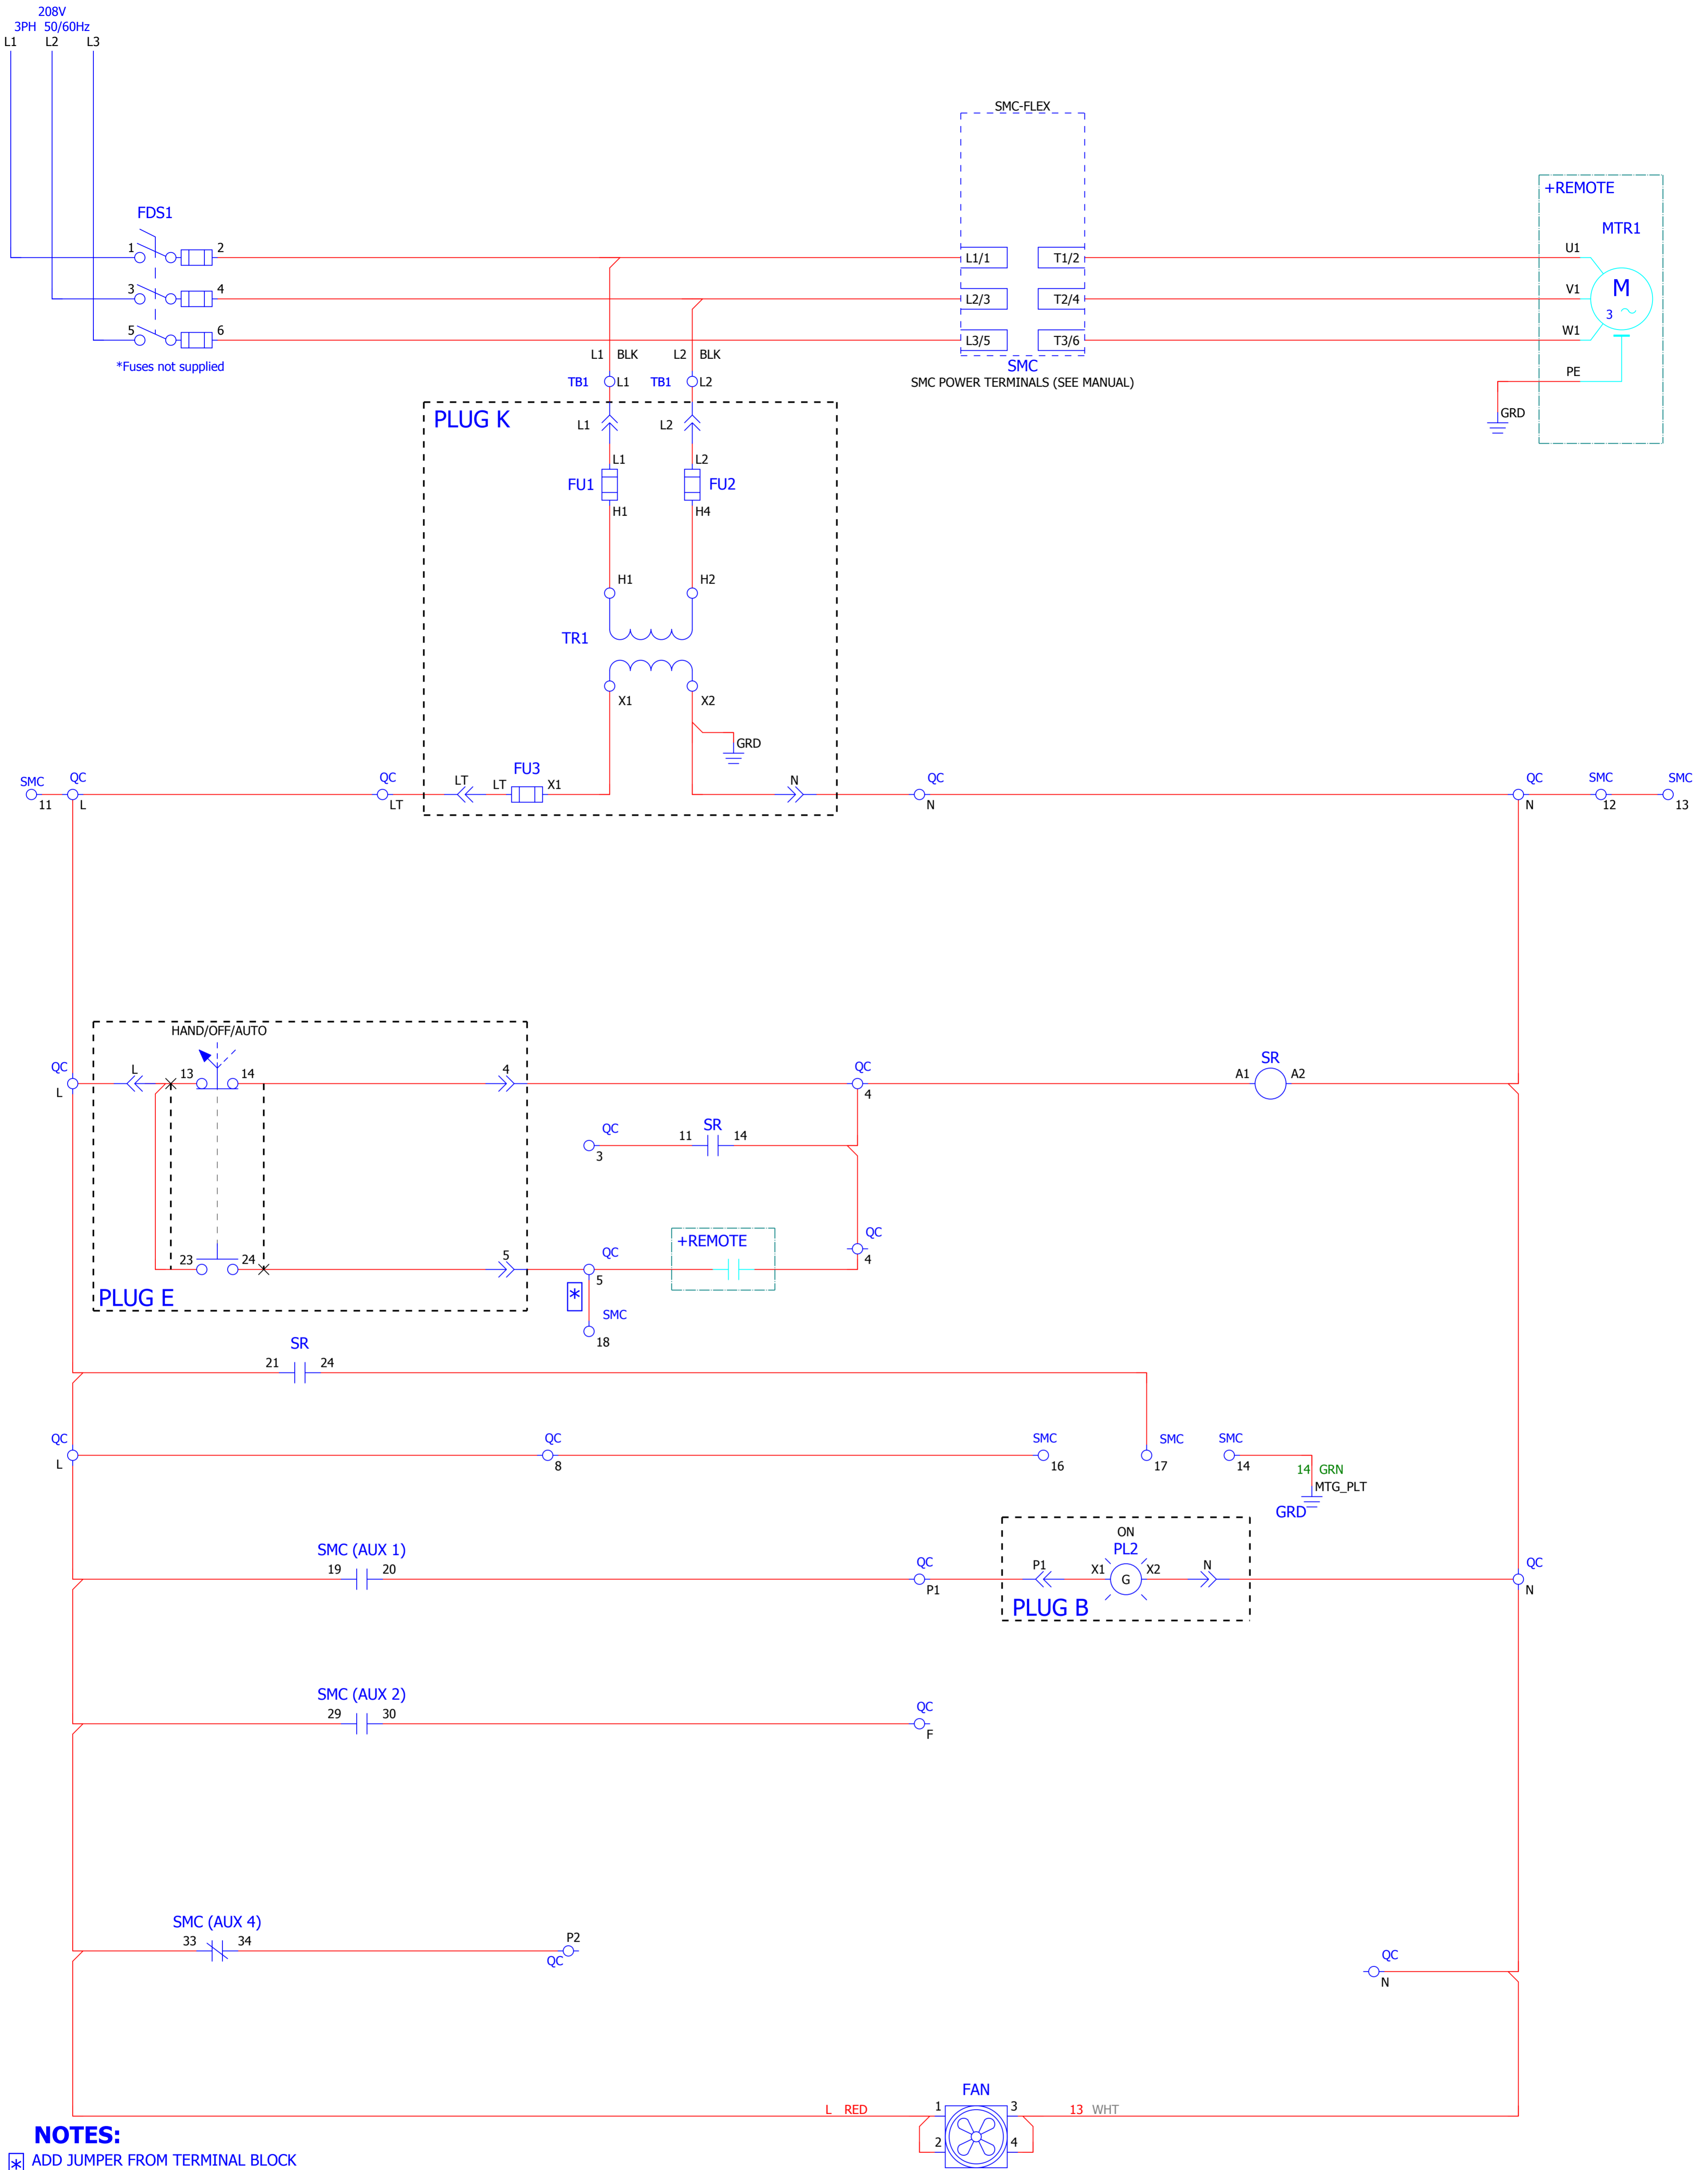 208V
3PH 50/60Hz
L1 L2 L3
SMC-FLEX
+REMOTE
FDS1
MTR1
1 2
L1/1 T1/2
U1
3 4
L2/3 T2/4
V1
M
3
5 6
L3/5 T3/6
W1
*Fuses not supplied
L1 BLK L2 BLK
SMC
SMC POWER TERMINALS (SEE MANUAL)
PE
TB1 L1 TB1 L2
GRD
PLUG K
L1 L2
L1 L2
FU1 FU2
H1 H4
H1 H2
TR1
X1 X2
GRD
SMC QC QC LT LT FU3 X1 N QC QC SMC SMC
11 L LT N N 12 13
HAND/OFF/AUTO
QC L 13 14 4 QC SR
L 4 A1 A2
QC 11 SR 14
3
+REMOTE
QC
4
23 24 5 QC
5
PLUG E
*
SMC
18
SR
21 24
QC QC SMC SMC SMC
L 8 16 17 14
14 GRN
MTG_PLT
GRD
ON
SMC (AUX 1)
PL2
19 20 QC P1 X1 G X2 N QC
P1 N
PLUG B
SMC (AUX 2)
29 30 QC
F
SMC (AUX 4)
33 34 P2
QC
QC
N
FAN
L RED 1 3 13 WHT
2 4
NOTES:
* ADD JUMPER FROM TERMINAL BLOCK